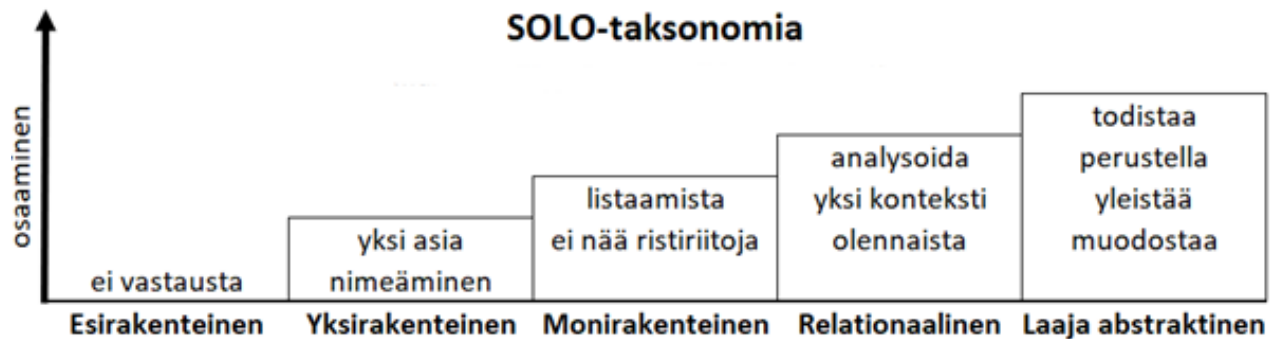 SOLO-taksonomia
osaaminen
ei vastausta
Esirakenteinen
yksi asia
nimeäminen
Yksirakenteinen
listaamista
ei nää ristiriitoja
Monirakenteinen
analysoida
yksi konteksti
olennaista
Relationaalinen
todistaa
perustella
yleistää
muodostaa
Laaja abstraktinen